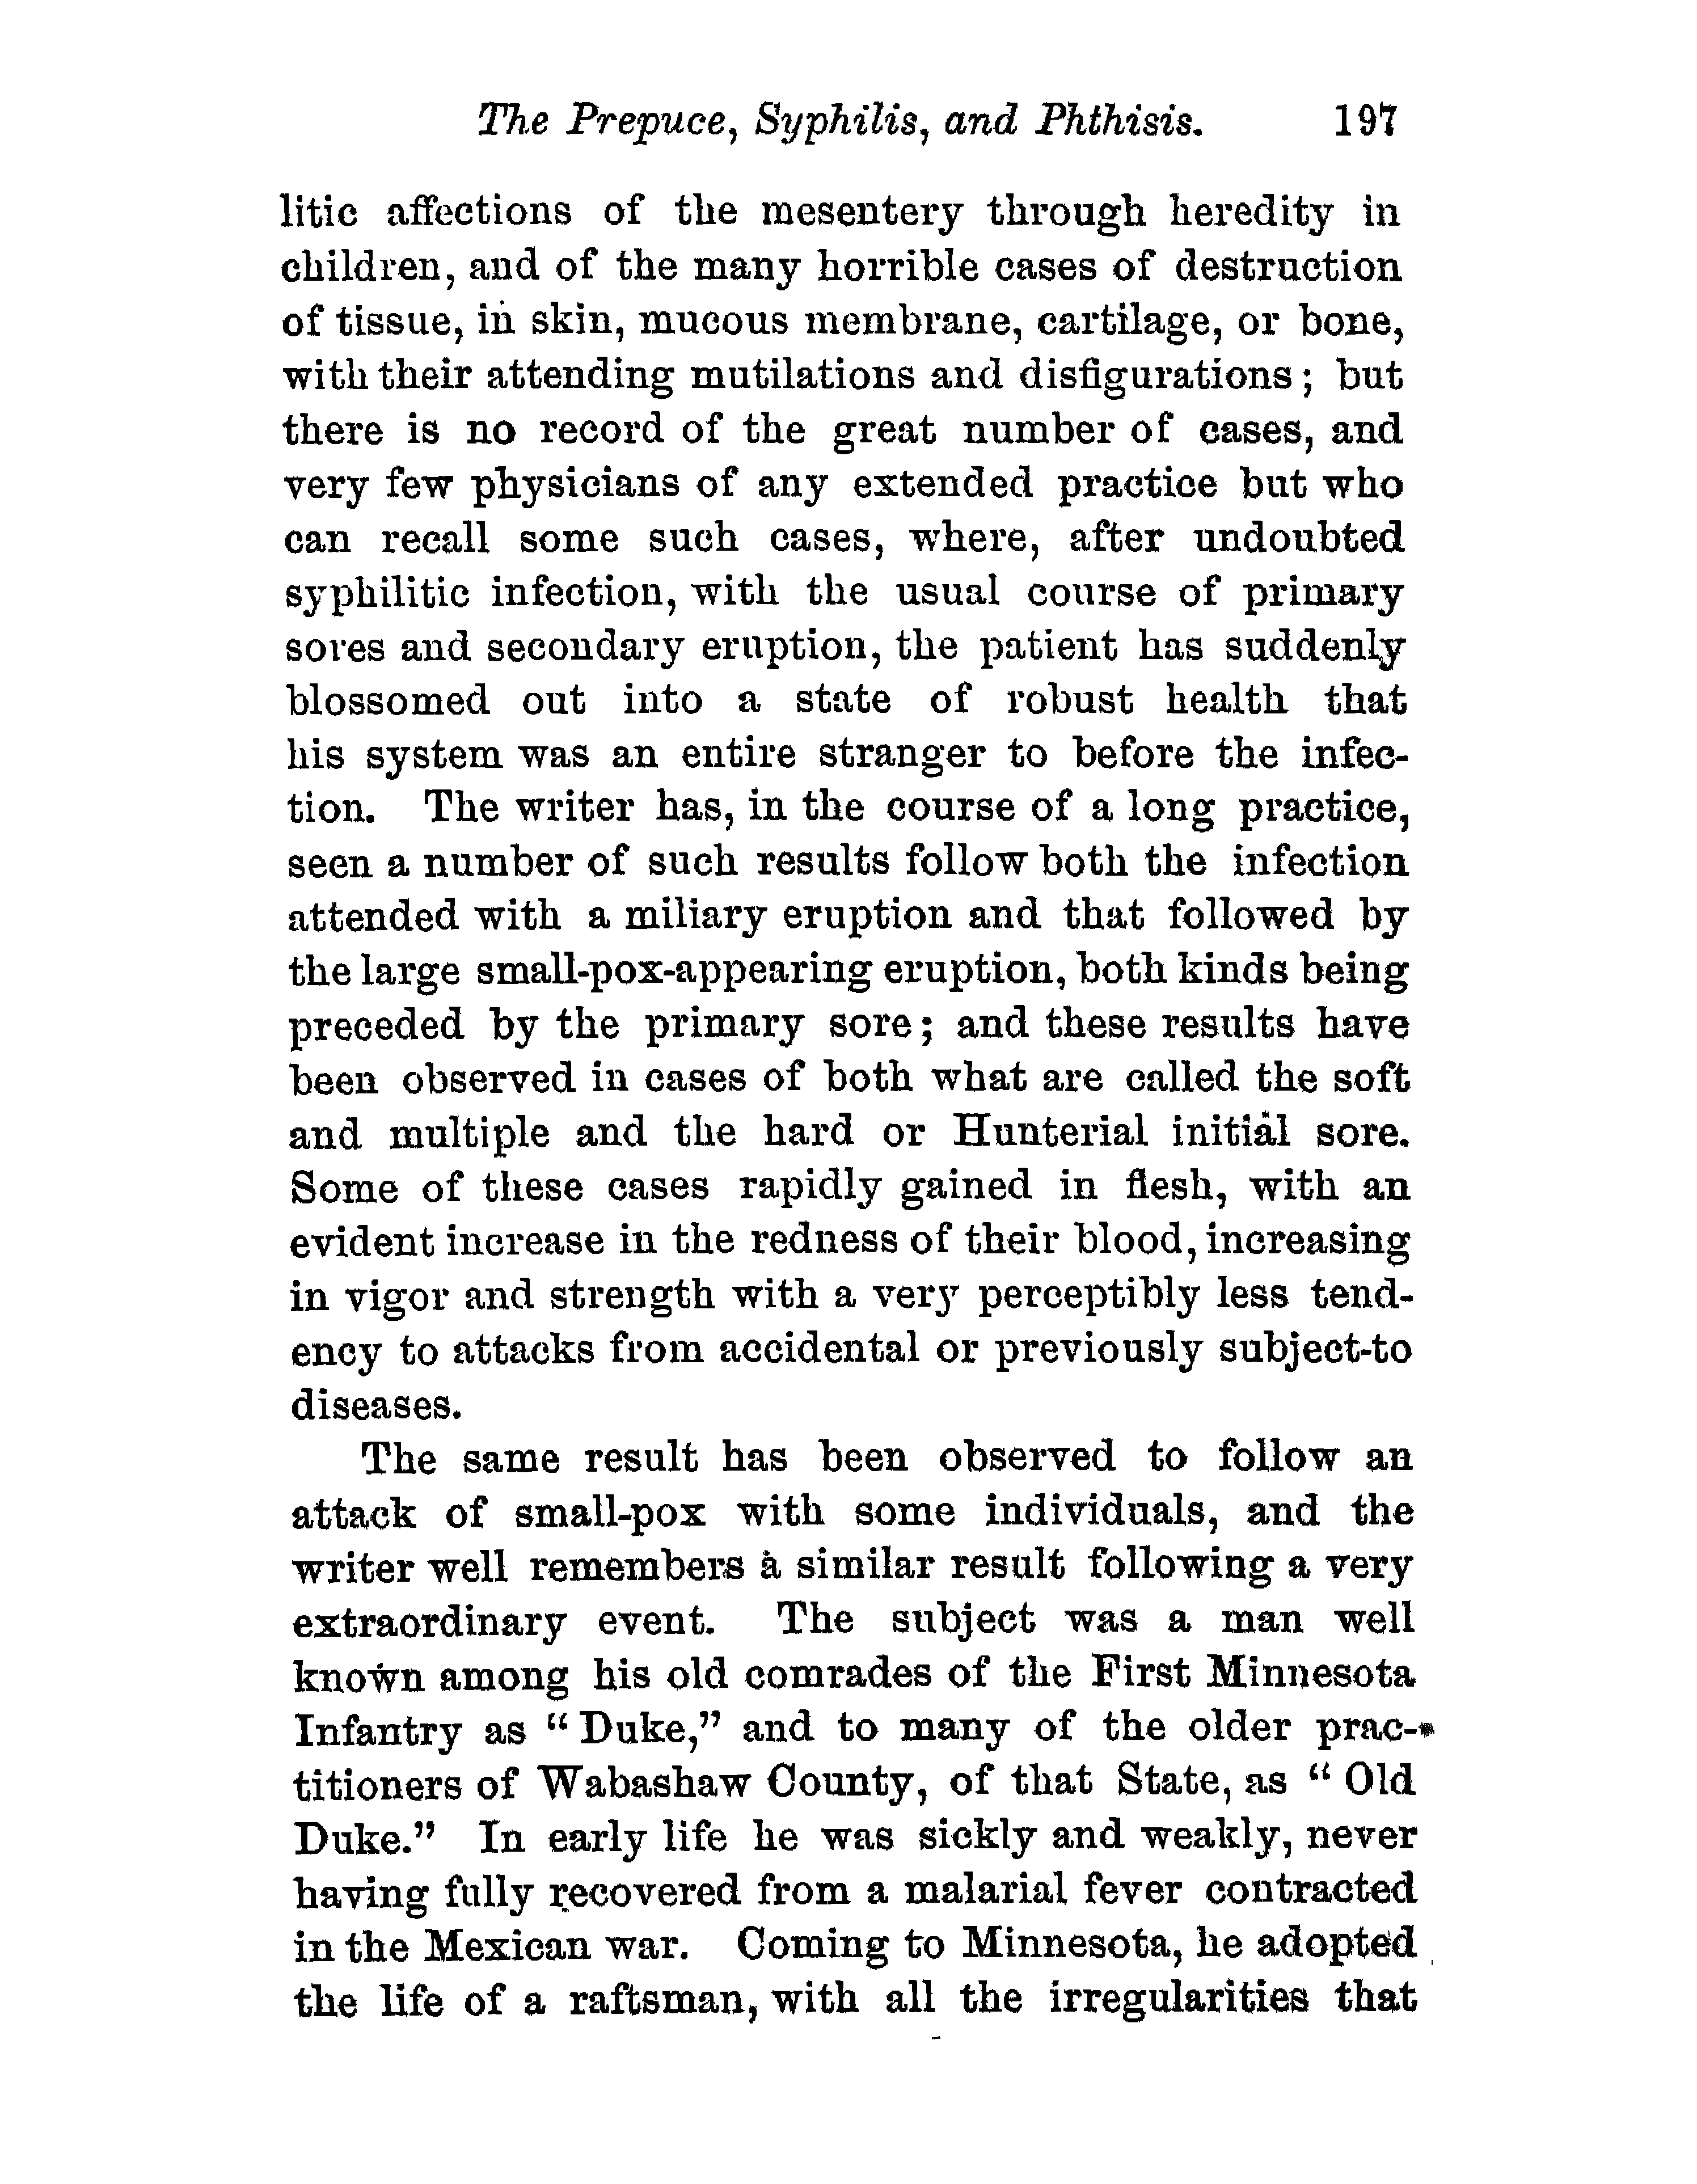 The Prepuce, Syphilis, and Phthisis. 197
litic affections of the mesentery through heredity in
children, and of the many horrible cases of destruction
of tissue, in skin, mucous membrane, cartilage, or bone,
with their attending mutilations and disfigurations; but
there is no record of the great number of cases, and
very few physicians of any extended practice but who
can recall some such cases, where, after undoubted
syphilitic infection, with the usual course of primary
sores and secondary eruption, the patient has suddenly
blossomed out into a state of robust health that
his system was an entire stranger to before the infec-
tion. The writer has, in the course of a long practice,
seen a number of such results follow both the infection
attended with a miliary eruption and that followed by
the large small-pox-appearing eruption, both kinds being
preceded by the primary sore; and these results have
been observed in cases of both what are called the soft
and multiple and the hard or Hunterial initial sore.
Some of these cases rapidly gained in flesh, with an
evident increase in the redness of their blood, increasing
in vigor and strength with a very perceptibly less tend-
ency to attacks from accidental or previously subject-to
diseases.
The same result has been observed to follow an
attack of small-pox with some individuals, and the
writer well remembers a similar result following a very
extraordinary event. The subject was a man well
known among his old comrades of the First Minnesota
Infantry as "Duke," and to many of the older prac-
titioners of Wabashaw County, of that State, as "Old
Duke." In early life he was sickly and weakly, never
having fully recovered from a malarial fever contracted
in the Mexican war. Coming to Minnesota, he adopted
the life of a raftsman, with all the irregularities that